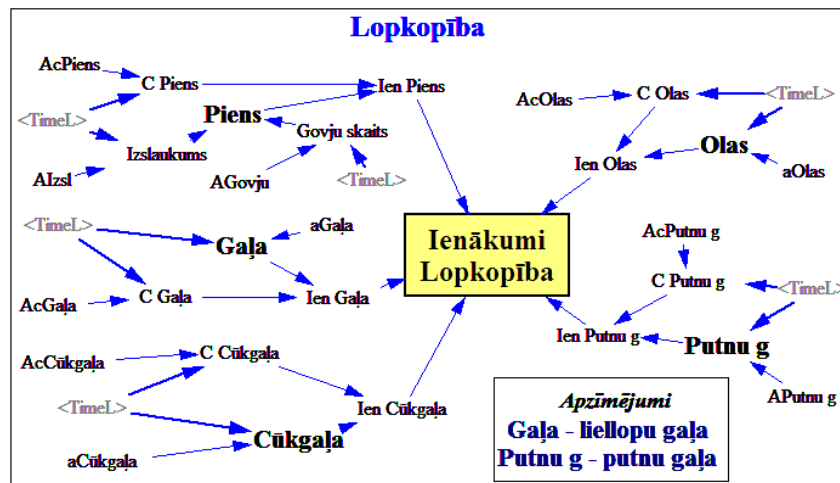 Lopkopība
AcPiens
C Piens
Ien Piens
<TimeL>
Piens
Izslaukums
Govju skaits
AIzsl
AGovju
<TimeL>
AcOlas
C Olas
<TimeL>
Olas
Ien Olas
aOlas
<TimeL>
aGaļa
Gaļa
AcGaļa
C Gaļa
Ien Gaļa
Ienākumi
Lopkopība
AcPutnu g
C Putnu g
<TimeL>
Ien Putnu g
Putnu g
APutnu g
AcCūkgaļa
C Cūkgaļa
<TimeL>
Ien Cūkgaļa
Cūkgaļa
aCūkgaļa
Apzīmējumi
Gaļa - liellopu gaļa
Putnu g - putnu gaļa